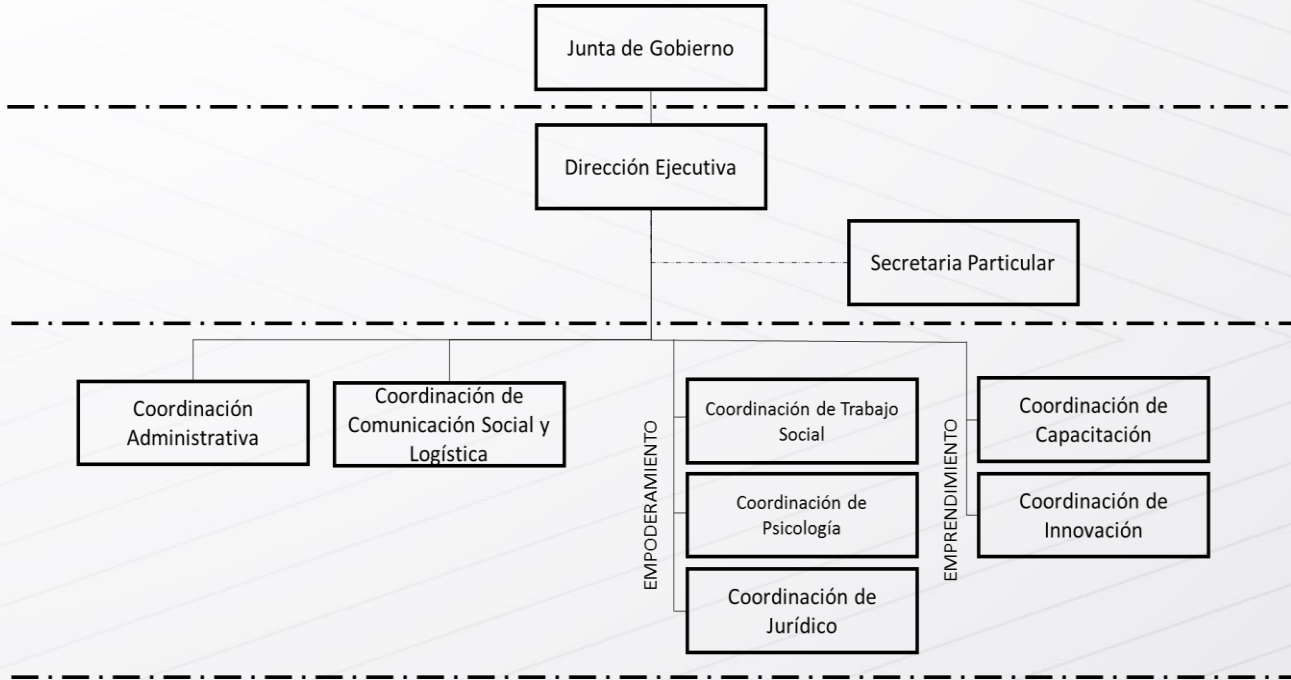 Junta de Gobierno
Dirección Ejecutiva
Secretaria Particular
Coordinación
Administrativa
Coordinación de
Comunicación Social y
Logística
EMPODERAMIENTO
Coordinación de Trabajo
Social
Coordinación de
Psicología
Coordinación de
Jurídico
EMPRENDIMIENTO
Coordinación de
Capacitación
Coordinación de
Innovación